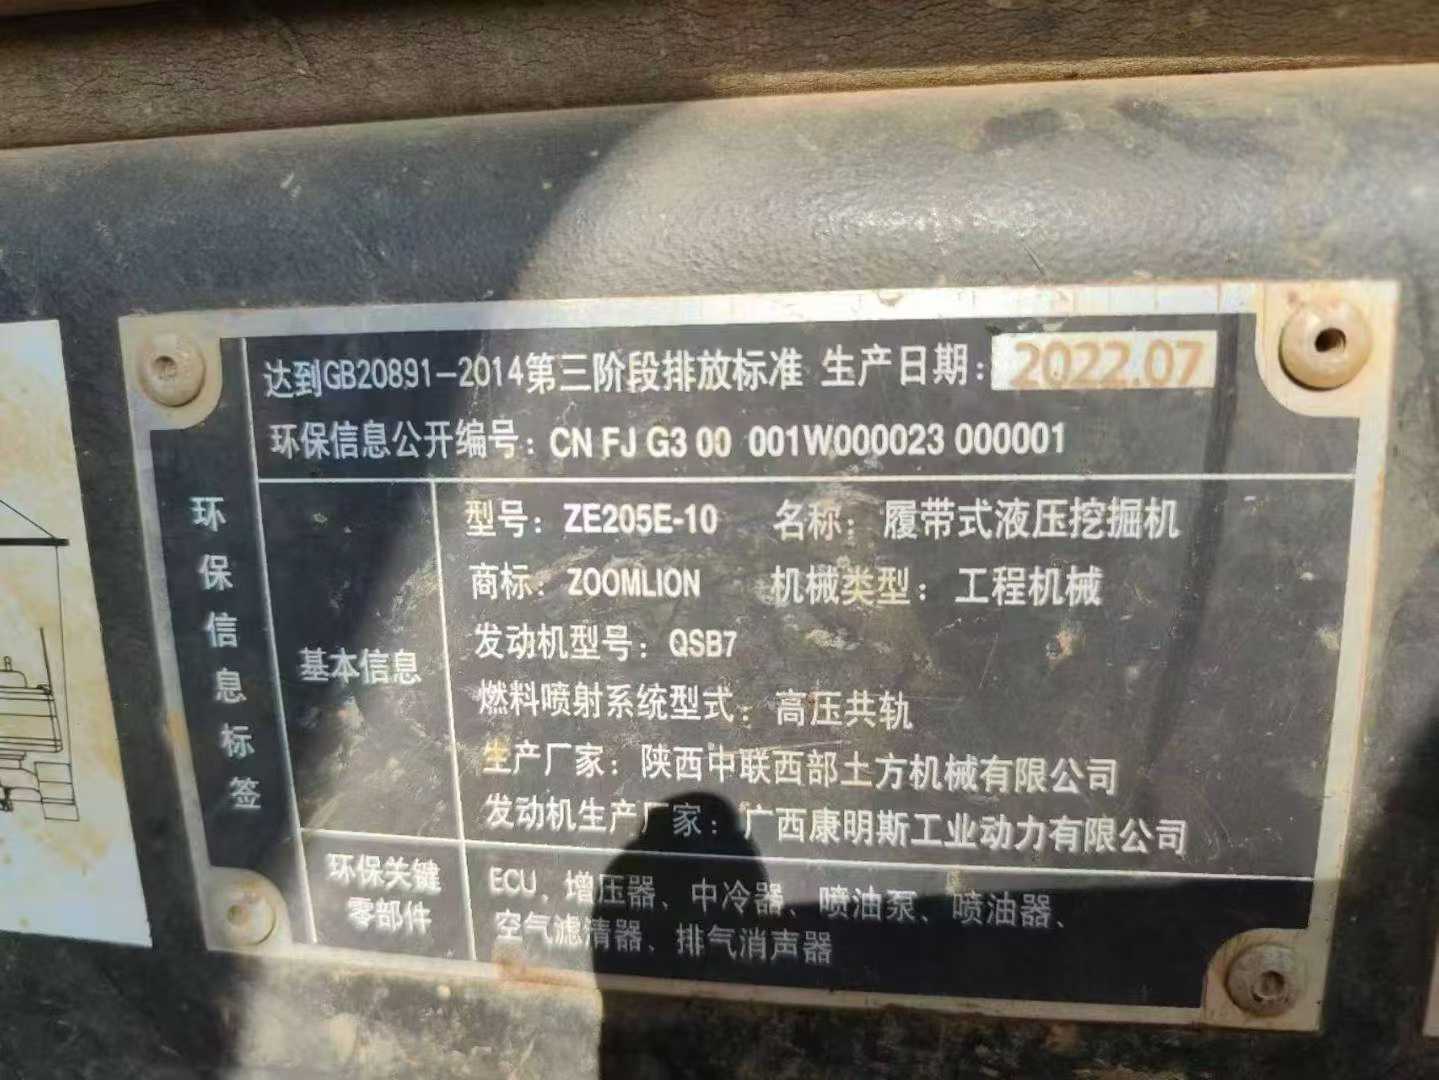 达到GB20891-2014第三阶段排放标准 生产日期: 2022.07
环保信息公开编号: CN FJ G3 00 001W000023 000001
环保信息标签
基本信息
型号: ZE205E-10 名称: 履带式液压挖掘机
商标: ZOOMLION 机械类型: 工程机械
发动机型号: QSB7
燃料喷射系统型式: 高压共轨
生产厂家: 陕西中联西部土方机械有限公司
发动机生产厂家: 广西康明斯工业动力有限公司
环保关键
零部件
ECU、增压器、中冷器、喷油泵、喷油器、
空气滤清器、排气消声器